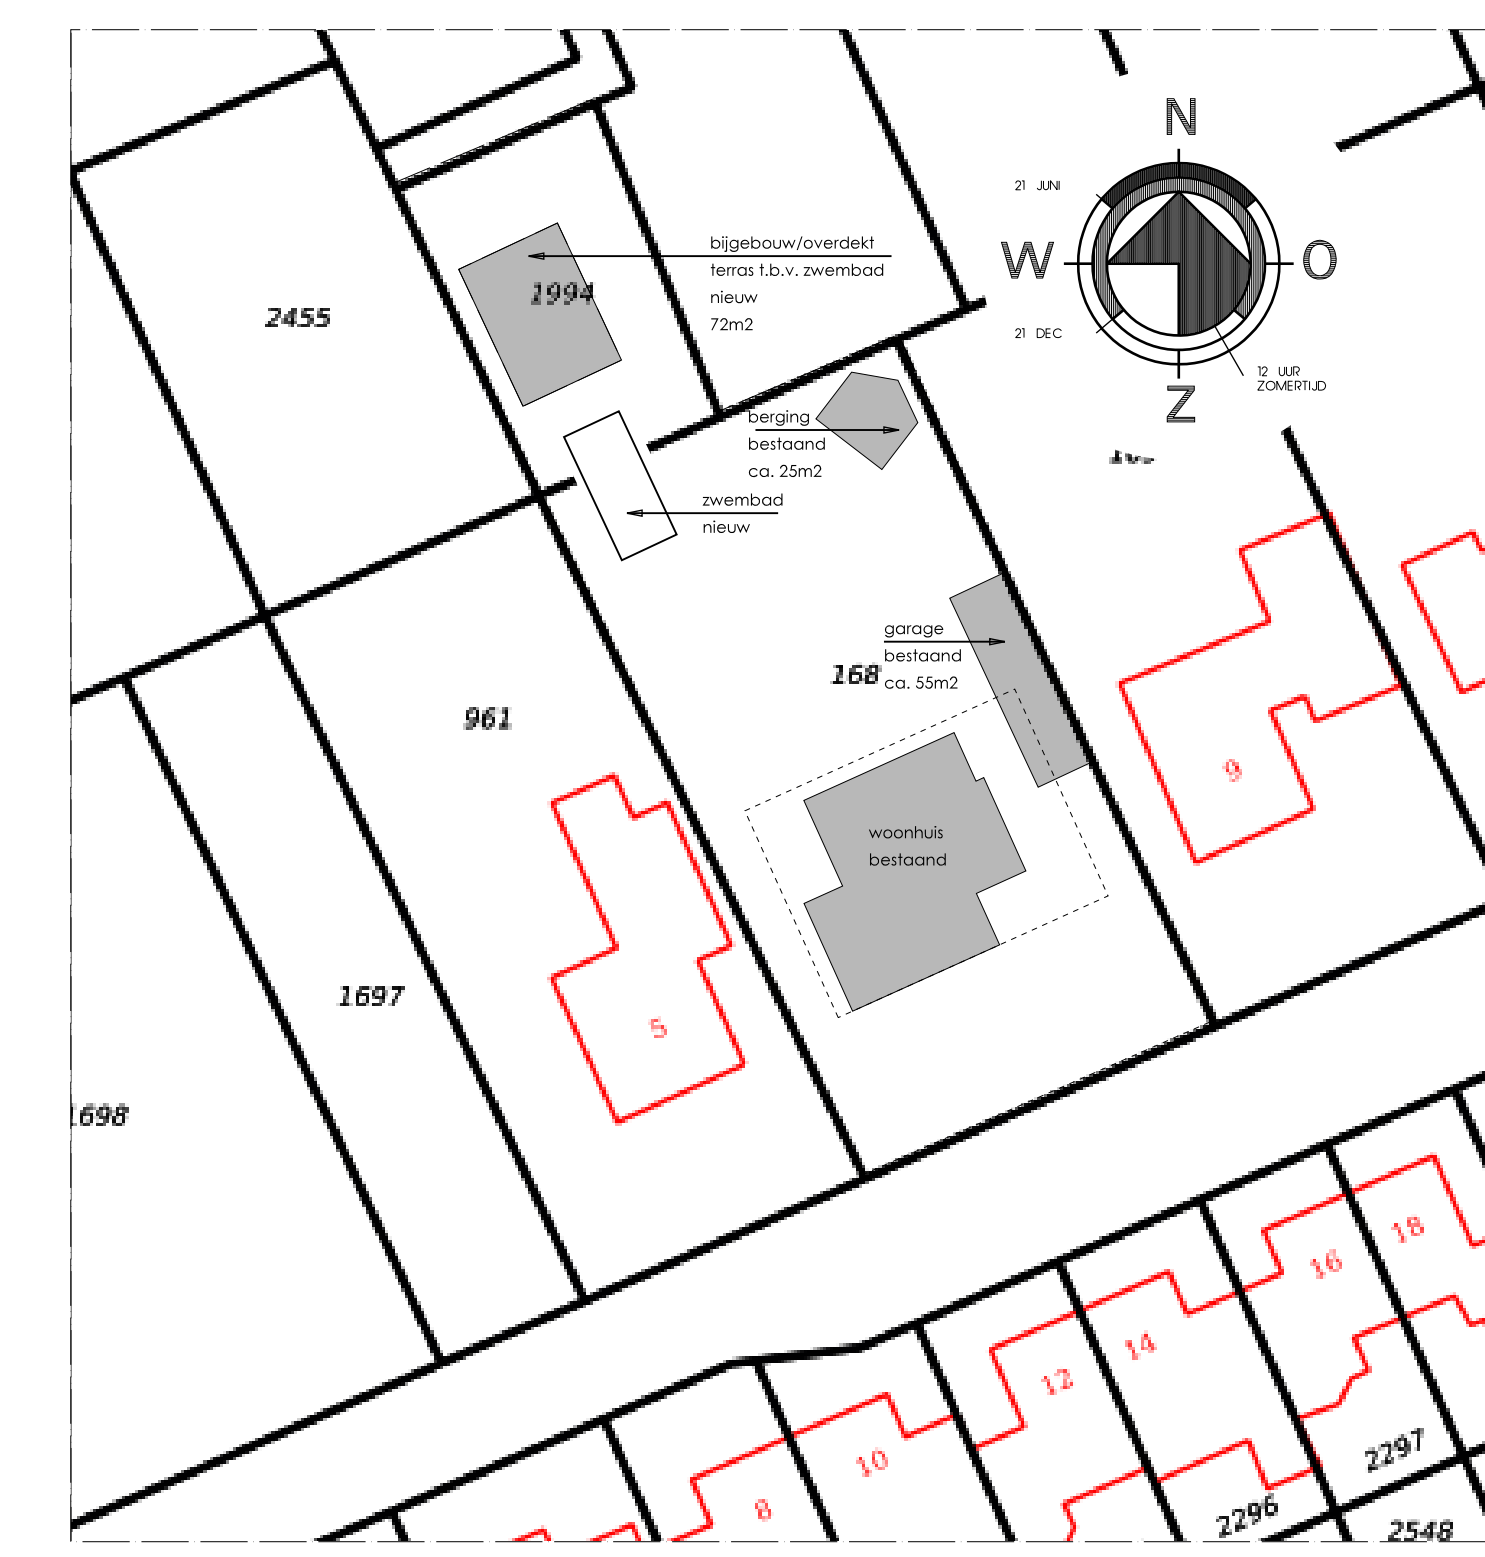 N
21 JUNI
W
O
21 DEC
12 UUR
ZOMERTIJD
Z
bijgebouw/overdekt
terras t.b.v. zwembad
nieuw
72m2
1994
2455
berging
bestaand
ca. 25m2
zwembad
nieuw
garage
bestaand
ca. 55m2
168
961
9
woonhuis
bestaand
1697
5
1698
18
16
14
12
10
8
2297
2296
2548